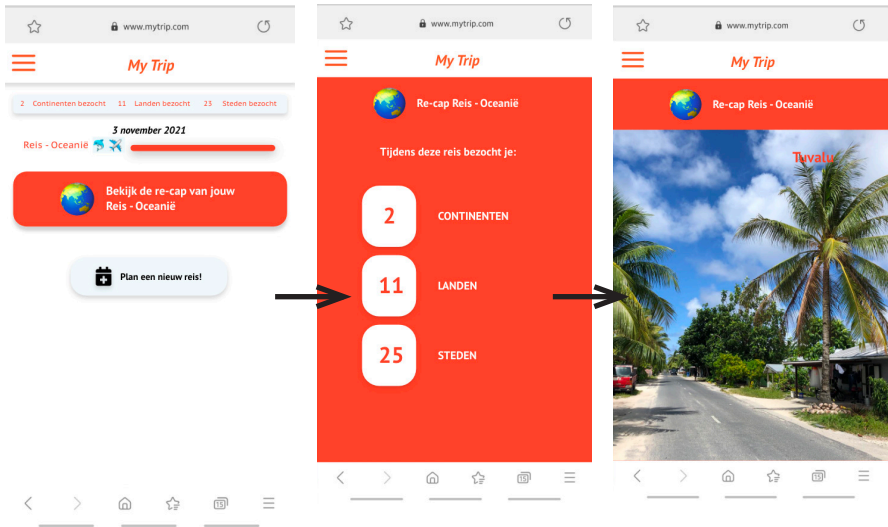 www.mytrip.com
My Trip
2 Continenten bezocht 11 Landen bezocht 23 Steden bezocht
3 november 2021
Reis - Oceanië
Bekijk de re-cap van jouw
Reis - Oceanië
Plan een nieuw reis!
15
www.mytrip.com
My Trip
Re-cap Reis - Oceanië
Tijdens deze reis bezocht je:
2 CONTINENTEN
11 LANDEN
25 STEDEN
15
www.mytrip.com
My Trip
Re-cap Reis - Oceanië
Tuvalu
15